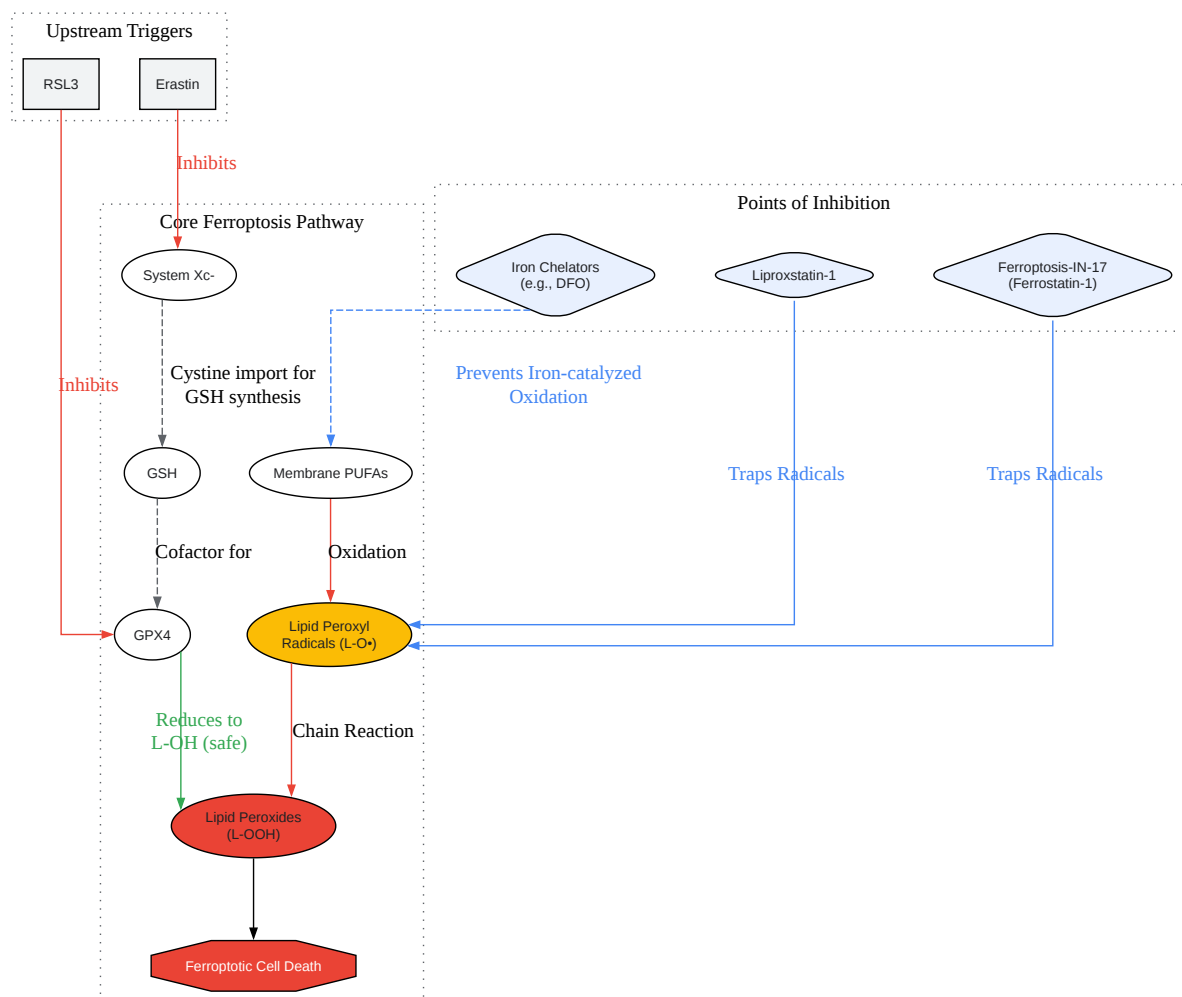 Upstream Triggers
RSL3
Erastin
Inhibits
Points of Inhibition
Core Ferroptosis Pathway
System Xc-
Iron Chelators
(e.g., DFO)
Liproxstatin-1
Ferroptosis-IN-17
(Ferrostatin-1)
Inhibits
Cystine import for
GSH synthesis
Prevents Iron-catalyzed
Oxidation
GSH
Membrane PUFAs
Traps Radicals
Traps Radicals
Cofactor for
Oxidation
GPX4
Lipid Peroxyl
Radicals (L-O•)
Reduces to
L-OH (safe)
Chain Reaction
Lipid Peroxides
(L-OOH)
Ferroptotic Cell Death